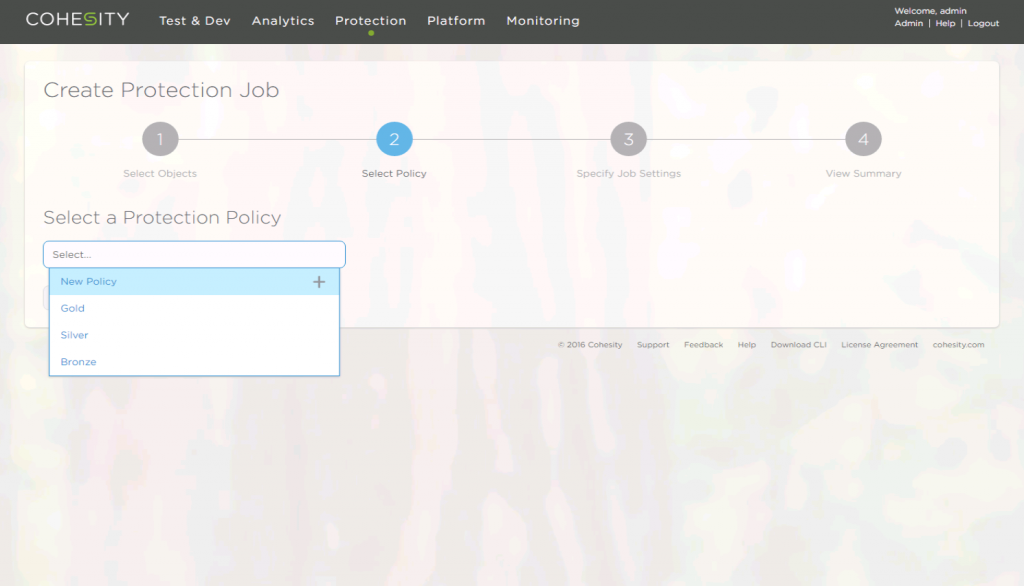 COHESITY Test & Dev Analytics Protection Platform Monitoring
Welcome, admin
Admin | Help | Logout
Create Protection Job
1 2 3 4
Select Objects Select Policy Specify Job Settings View Summary
Select a Protection Policy
Select...
New Policy +
Gold
Silver
Bronze
© 2016 Cohesity Support Feedback Help Download CLI License Agreement cohesity.com